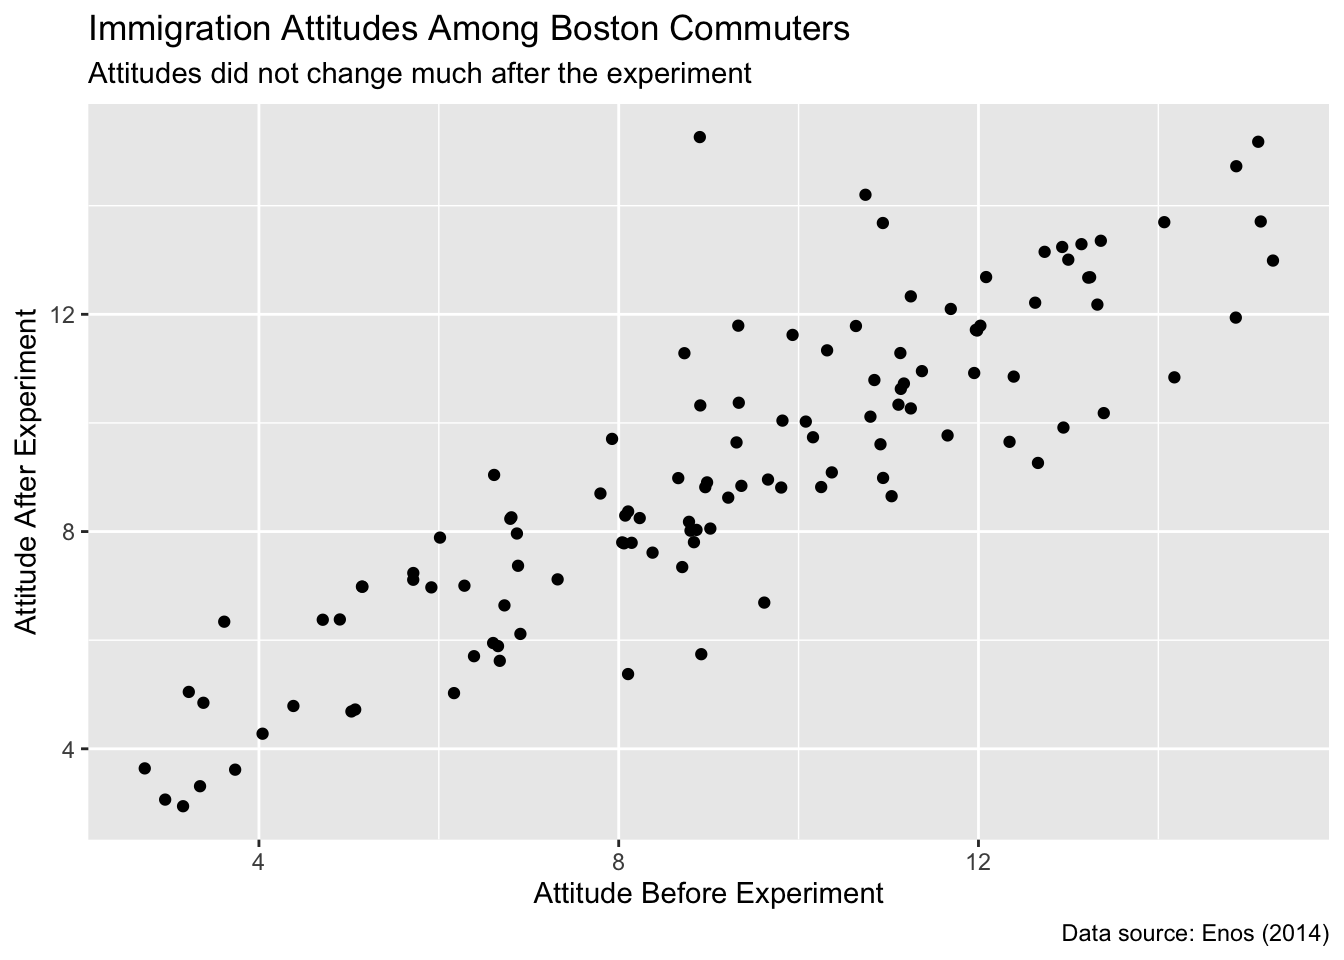 Immigration Attitudes Among Boston Commuters
Attitudes did not change much after the experiment
Attitude After Experiment
12
8
4
4
8
12
Attitude Before Experiment
Data source: Enos (2014)